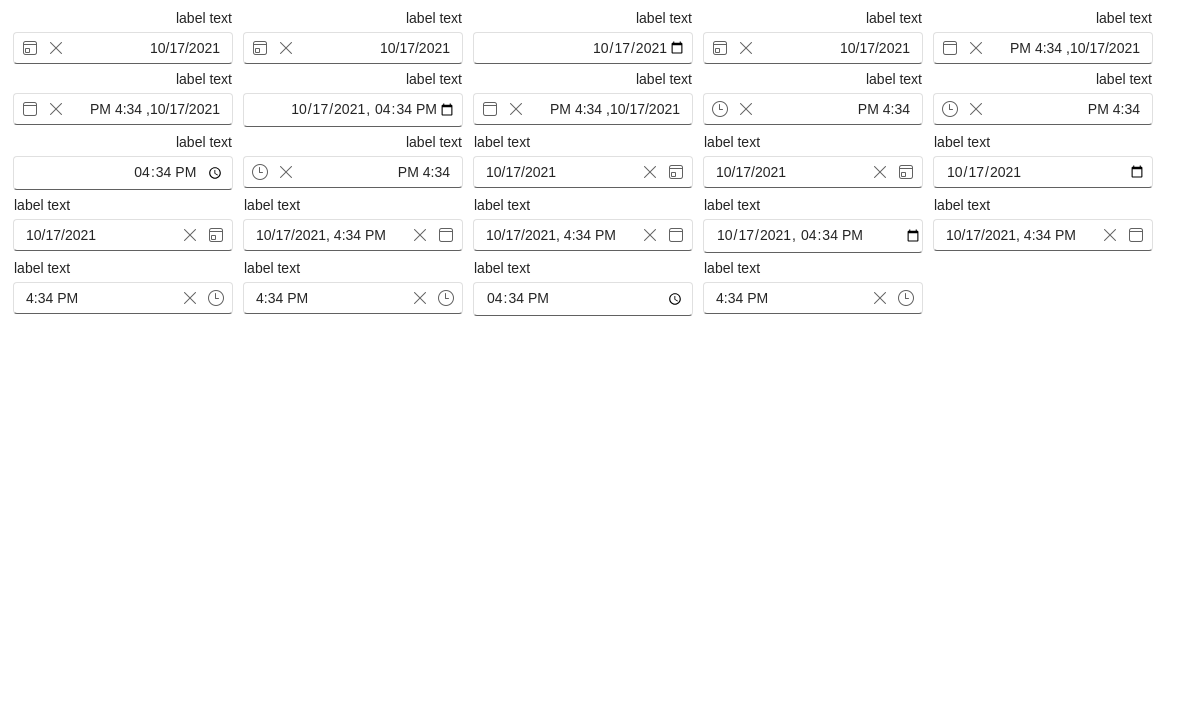 label text label text label text label text label text
10/17/2021 10/17/2021 10/17/2021 10/17/2021 PM 4:34 ,10/17/2021
label text label text label text label text label text
PM 4:34 ,10/17/2021 10/17/2021, 04:34 PM PM 4:34 ,10/17/2021 PM 4:34 PM 4:34
label text label text label text label text label text
04:34 PM PM 4:34 10/17/2021 10/17/2021 10/17/2021
label text label text label text label text label text
10/17/2021 10/17/2021, 4:34 PM 10/17/2021, 4:34 PM 10/17/2021, 04:34 PM 10/17/2021, 4:34 PM
label text label text label text label text
4:34 PM 4:34 PM 04:34 PM 4:34 PM